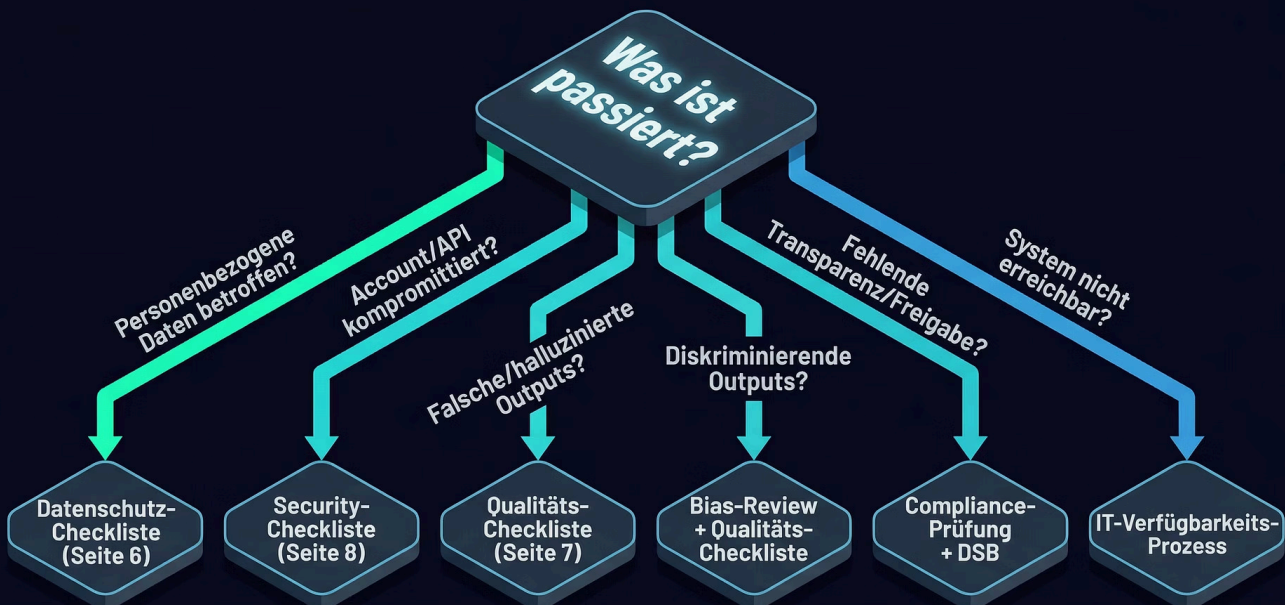 Was ist
passiert?
Personenbezogene
Daten betroffen?
Account/API
kompromittiert?
Falsche/halluzinierte
Outputs?
Diskriminierende
Outputs?
Fehlende
Transparenz/Freigabe?
System nicht
erreichbar?
Datenschutz-
Checkliste
(Seite 6)
Security-
Checkliste
(Seite 8)
Qualitäts-
Checkliste
(Seite 7)
Bias-Review
+ Qualitäts-
Checkliste
Compliance-
Prüfung
+ DSB
IT-Verfügbarkeits-
Prozess